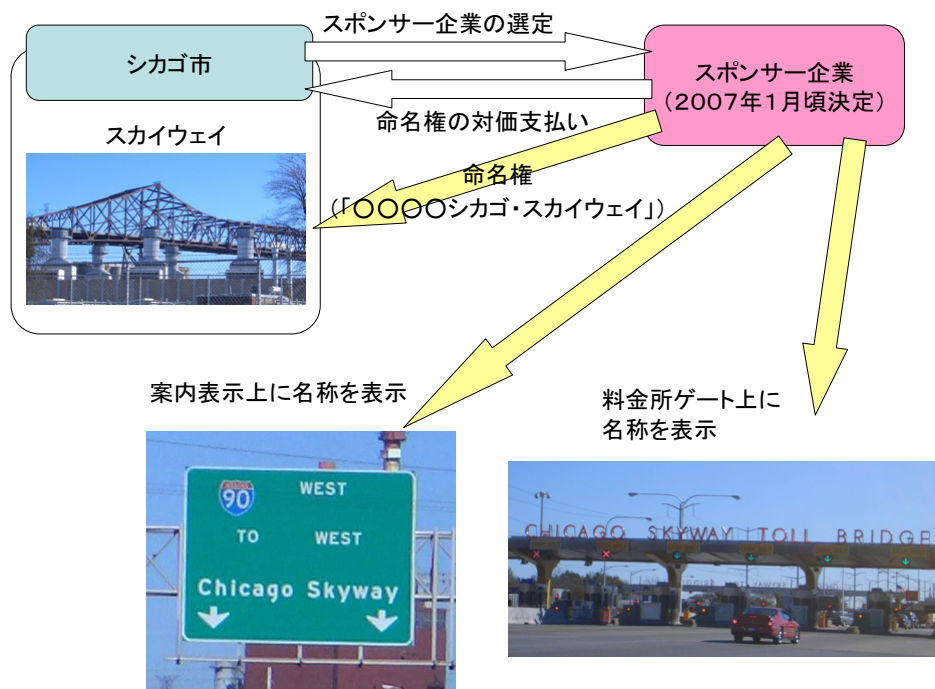 スポンサー企業の選定
シカゴ市
スポンサー企業
（２００７年１月頃決定）
命名権の対価支払い
スカイウェイ
命名権
（「〇〇〇〇シカゴ・スカイウェイ」）
案内表示上に名称を表示
料金所ゲート上に
名称を表示
90
WEST
TO WEST
Chicago Skyway
CHICAGO SKYWAY TOLL BRIDGE